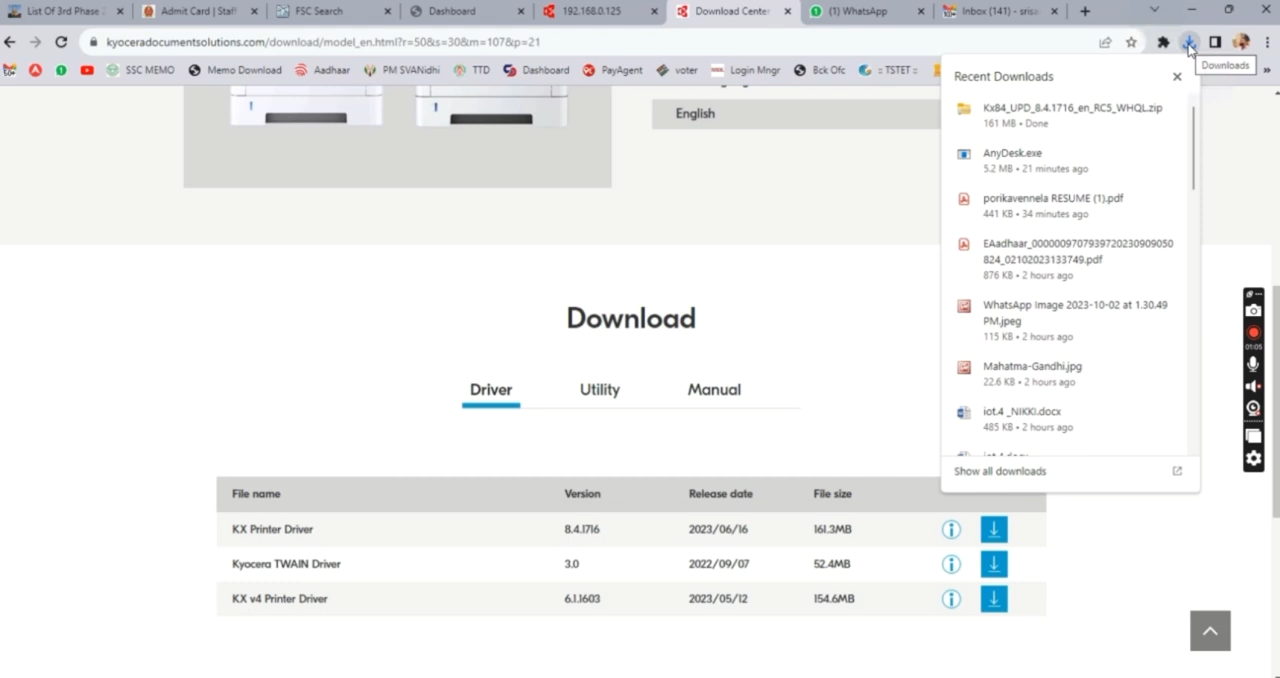 List Of 3rd Phase
Admit Card | Staff
FSC Search
Dashboard
192.168.0.125
Download Center
(1) WhatsApp
Inbox (141) - srisa
kyoceradocumentsolutions.com/download/model_en.html?r=50&s=30&m=107&p=21
SSC MEMO
Memo Download
Aadhaar
PM SVANidhi
TTD
Dashboard
PayAgent
voter
Login Mngr
Bck Ofc
:: TSTET ::
»
Downloads
Recent Downloads
Kx84_UPD_8.4.1716_en_RC5_WHQL.zip
161 MB • Done
AnyDesk.exe
5.2 MB • 21 minutes ago
porikavennela RESUME (1).pdf
441 KB • 34 minutes ago
EAadhaar_0000009707939720230909050
824_02102023133749.pdf
876 KB • 2 hours ago
WhatsApp Image 2023-10-02 at 1.30.49
PM.jpeg
115 KB • 2 hours ago
Mahatma-Gandhi.jpg
22.6 KB • 2 hours ago
iot.4 _NIKKI.docx
485 KB • 2 hours ago
Show all downloads
English
Download
Driver
Utility
Manual
File name Version Release date File size
KX Printer Driver 8.4.1716 2023/06/16 161.3MB
Kyocera TWAIN Driver 3.0 2022/09/07 52.4MB
KX v4 Printer Driver 6.1.1603 2023/05/12 154.6MB
01:05